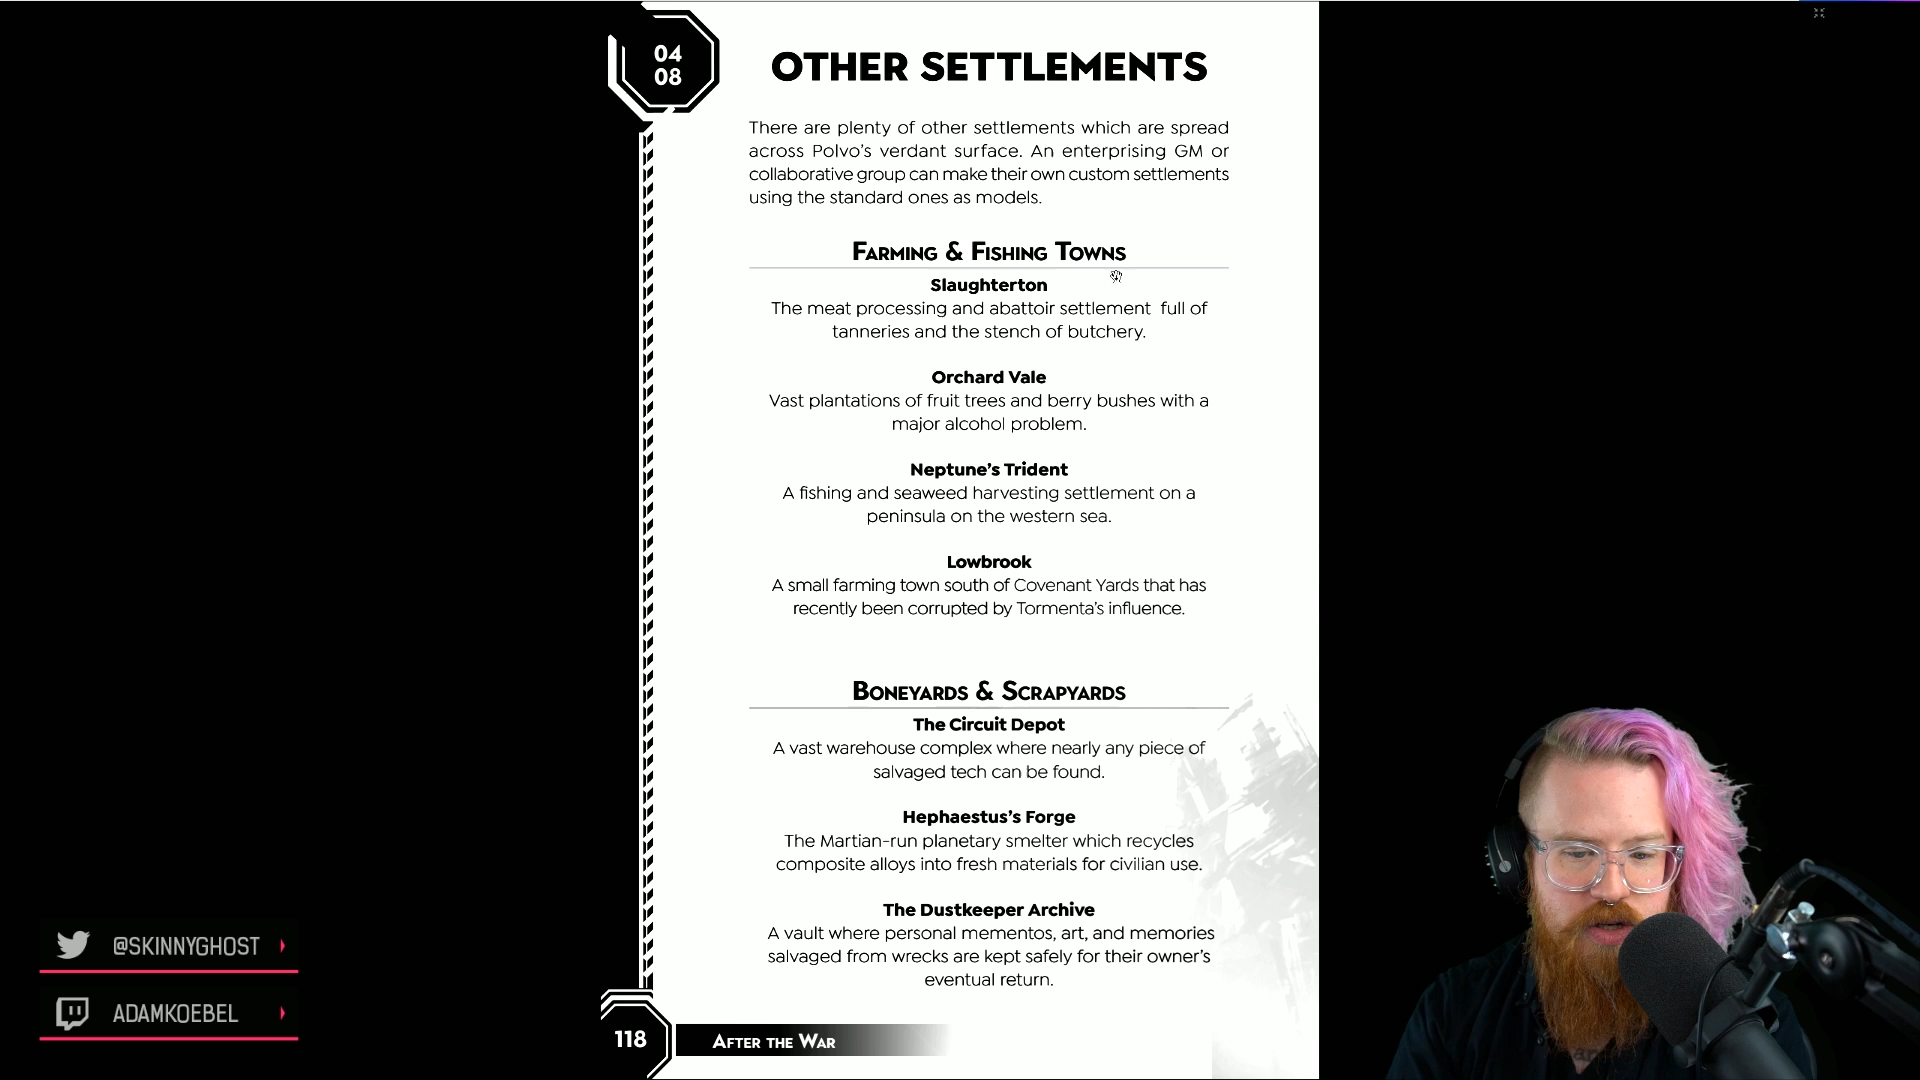 04
08
OTHER SETTLEMENTS
There are plenty of other settlements which are spread
across Polvo's verdant surface. An enterprising GM or
collaborative group can make their own custom settlements
using the standard ones as models.
FARMING & FISHING TOWNS
Slaughterton
The meat processing and abattoir settlement full of
tanneries and the stench of butchery.
Orchard Vale
Vast plantations of fruit trees and berry bushes with a
major alcohol problem.
Neptune's Trident
A fishing and seaweed harvesting settlement on a
peninsula on the western sea.
Lowbrook
A small farming town south of Covenant Yards that has
recently been corrupted by Tormenta's influence.
BONEYARDS & SCRAPYARDS
The Circuit Depot
A vast warehouse complex where nearly any piece of
salvaged tech can be found.
Hephaestus's Forge
The Martian-run planetary smelter which recycles
composite alloys into fresh materials for civilian use.
The Dustkeeper Archive
A vault where personal mementos, art, and memories
salvaged from wrecks are kept safely for their owner's
eventual return.
118
AFTER THE WAR
@SKINNYGHOST
ADAMKOEBEL